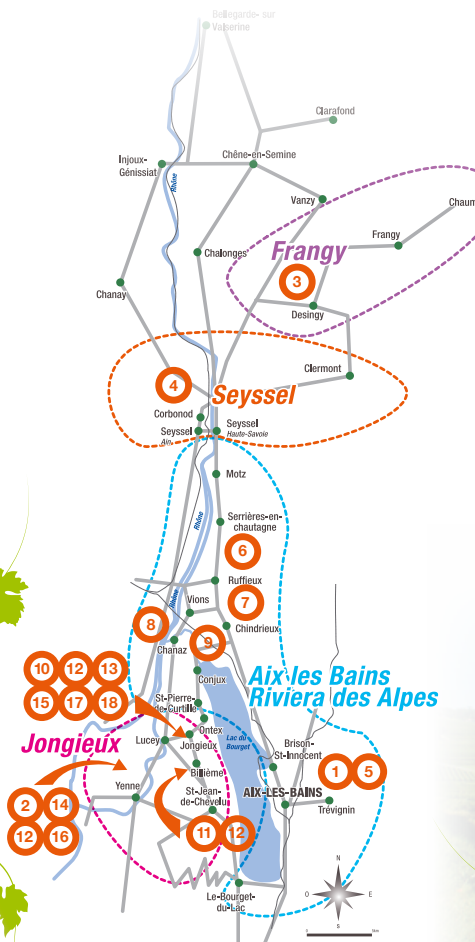 Bellegarde- sur
Valserine
Clarafond
Injoux-
Génissiat
Chêne-en-Semine
Rhône
Vanzy
Chaum
Frangy
Chalonges
Frangy
3
Chanay
Desingy
Clermont
4
Seyssel
Corbonod
Seyssel
Ain
Seyssel
Haute-Savoie
Motz
Rhône
Serrières-en-
chautagne
6
Ruffieux
Rhône
Vions
7
8
Chindrieux
Chanaz
9
10 12 13
15 17 18
Conjux
Aix les Bains
Riviera des Alpes
St-Pierre-
de-Curtille
Ontex
Jongieux
Lucey
Jongieux
Lac du
Bourget
Brison-
St-Innocent
Billième
1 5
Yenne
St-Jean-
de-Chevelu
AIX-LES-BAINS
Trévignin
2 14
12 16
11 12
Le-Bourget-
du-Lac
N
O
E
S